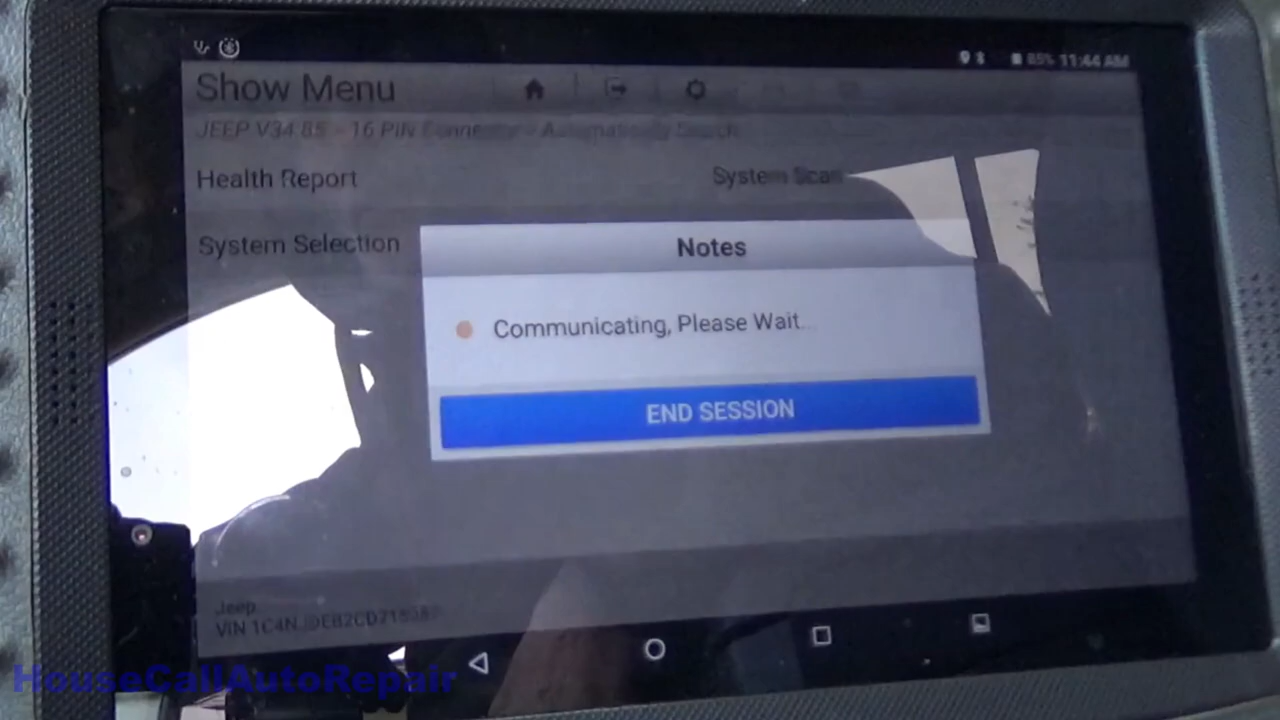 85% 11:44 AM
Show Menu
JEEP V34.85 > 16 PIN Connector > Automatically Search
Health Report
System Scan
System Selection
Notes
Communicating, Please Wait...
END SESSION
Jeep
VIN
HouseCallAutoRepair